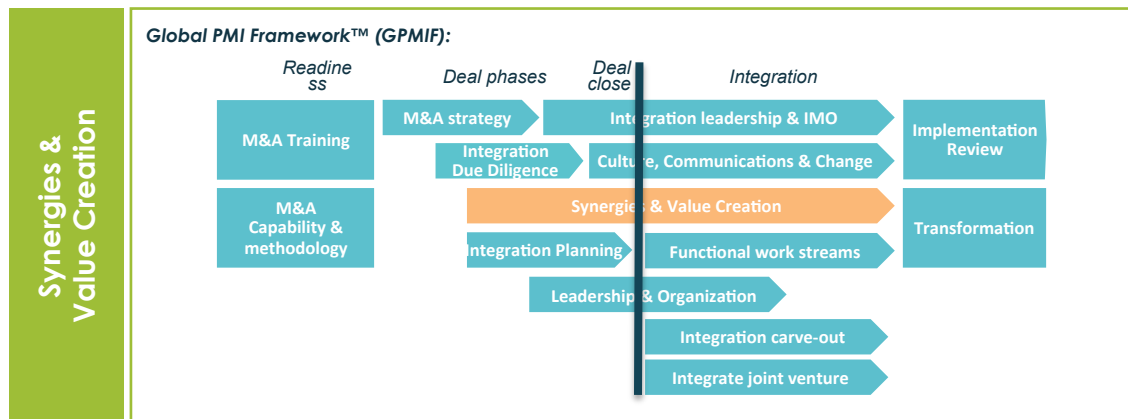 Synergies &
Value Creation
Global PMI Framework™ (GPMIF):
Readine
ss
Deal phases
Deal
close
Integration
M&A Training
M&A strategy
Integration leadership & IMO
Implementation
Review
Integration
Due Diligence
Culture, Communications & Change
M&A
Capability &
methodology
Synergies & Value Creation
Transformation
Integration Planning
Functional work streams
Leadership & Organization
Integration carve-out
Integrate joint venture